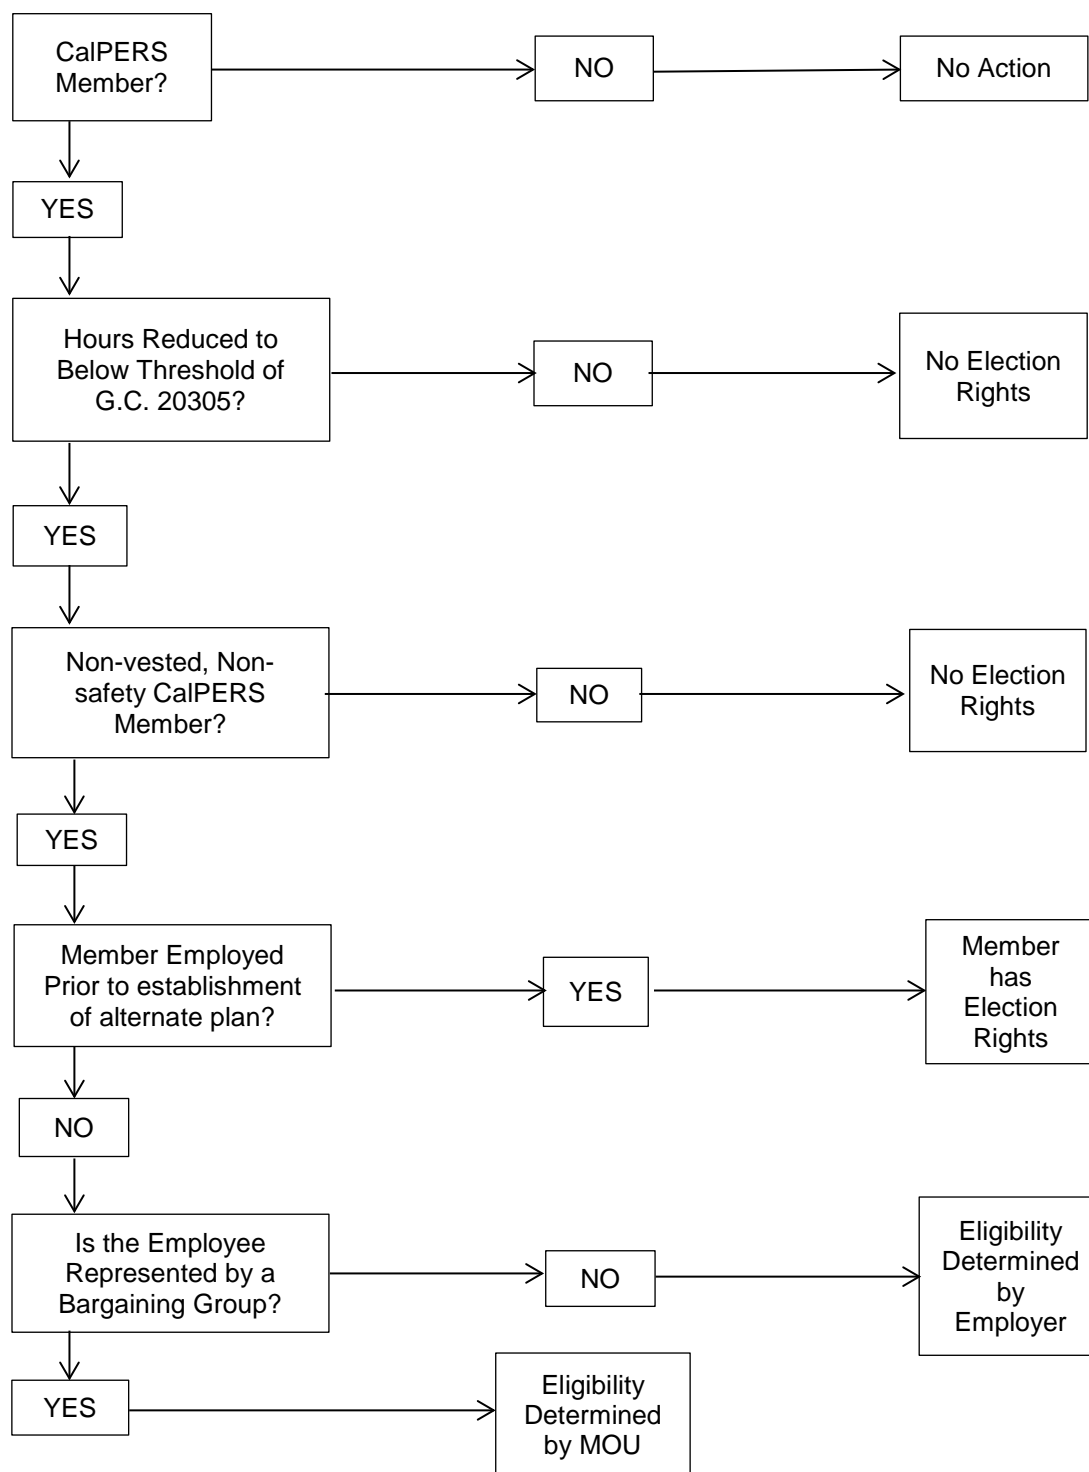 CalPERS
Member?
NO
No Action
YES
Hours Reduced to
Below Threshold of
G.C. 20305?
NO
No Election
Rights
YES
Non-vested, Non-
safety CalPERS
Member?
NO
No Election
Rights
YES
Member Employed
Prior to establishment
of alternate plan?
YES
Member
has
Election
Rights
NO
Is the Employee
Represented by a
Bargaining Group?
NO
Eligibility
Determined
by
Employer
YES
Eligibility
Determined
by MOU